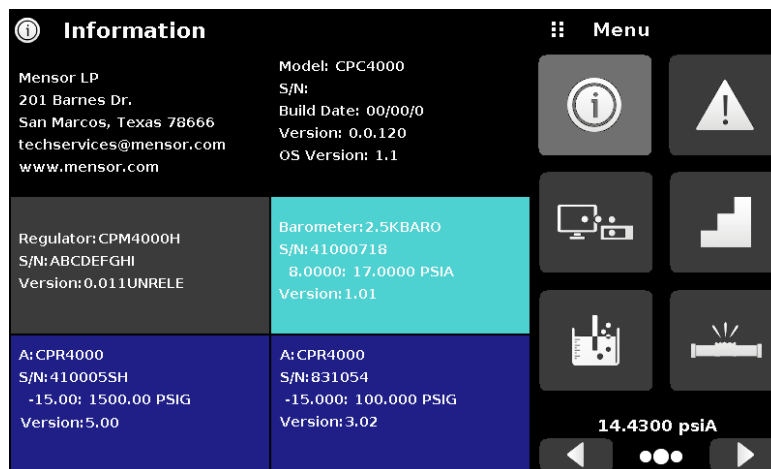 Information
Mensor LP
201 Barnes Dr.
San Marcos, Texas 78666
techservices@mensor.com
www.mensor.com
Model: CPC4000
S/N:
Build Date: 00/00/0
Version: 0.0.120
OS Version: 1.1
Regulator:CPM4000H
S/N:ABCDEFGHI
Version:0.011UNRELE
Barometer:2.5KBARO
S/N:41000718
8.0000: 17.0000 PSIA
Version:1.01
A:CPR4000
S/N:410005SH
-15.00: 1500.00 PSIG
Version:5.00
A:CPR4000
S/N:831054
-15.000: 100.000 PSIG
Version:3.02
Menu
14.4300 psiA